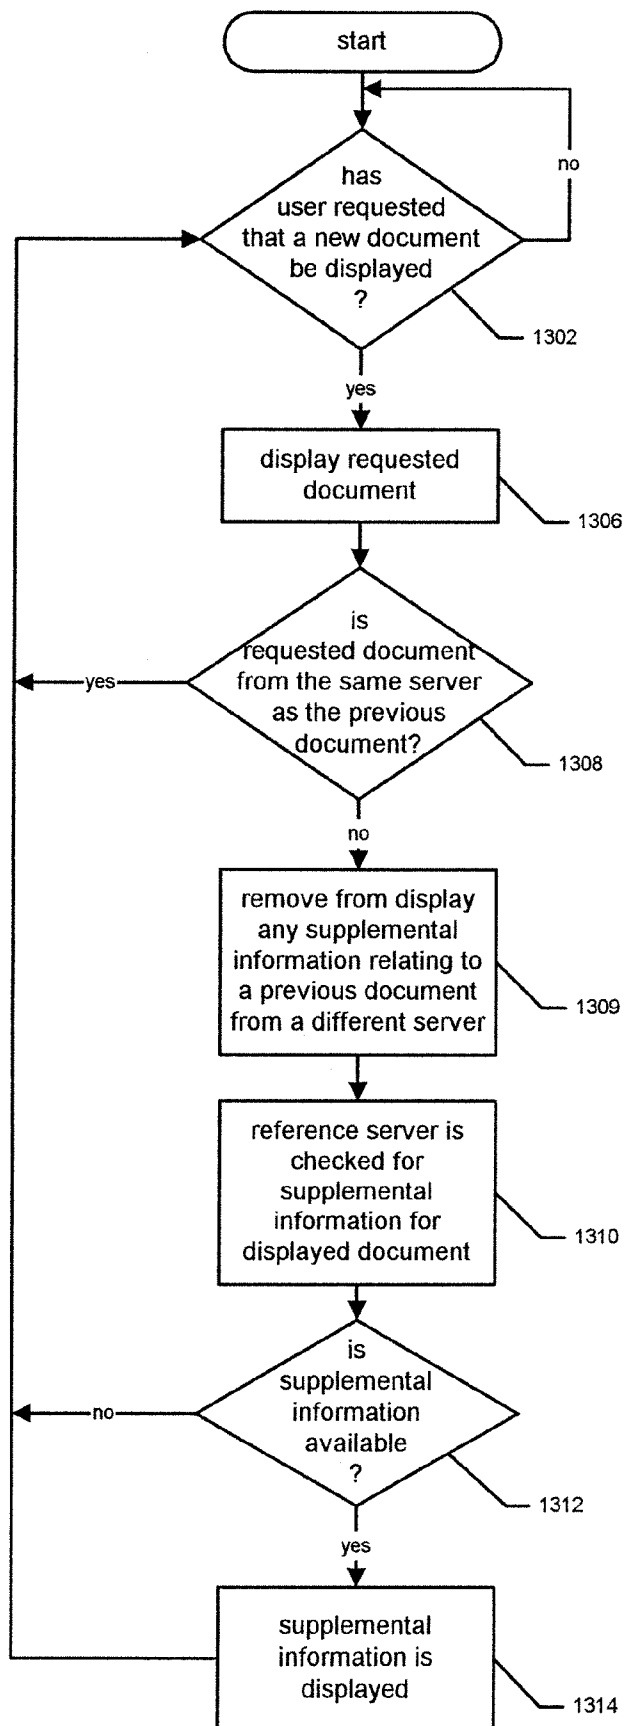 start
has
user requested
that a new document
be displayed
?
no
1302
yes
display requested
document
1306
is
requested document
from the same server
as the previous
document?
yes
1308
no
remove from display
any supplemental
information relating to
a previous document
from a different server
1309
reference server is
checked for
supplemental
information for
displayed document
1310
is
supplemental
information
available
?
no
1312
yes
supplemental
information is
displayed
1314